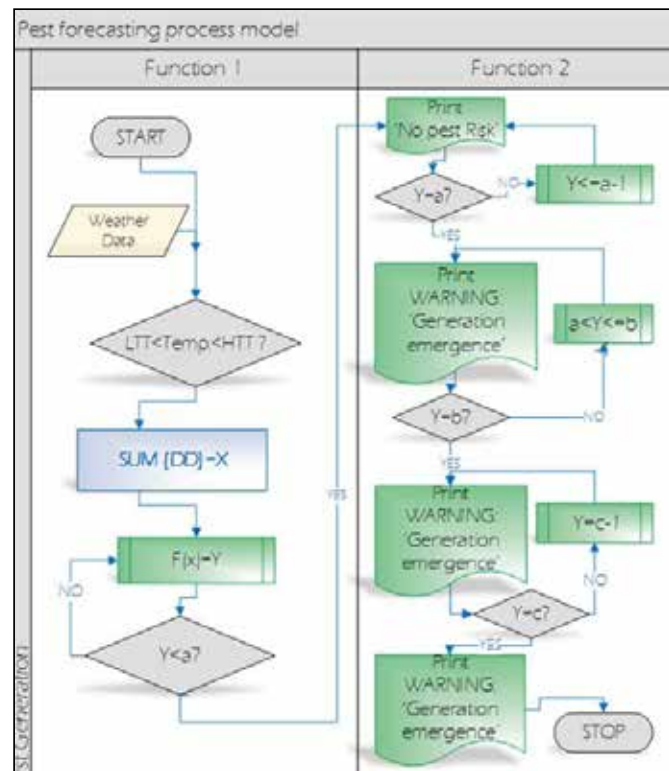 Pest forecasting process model
Function 1
Function 2
START
Weather
Data
LTT<Temp<HTT ?
SUM (DD)=X
F(x)=Y
NO
Y<a?
YES
Print
'No pest Risk'
Y=a?
NO
Y<=a-1
YES
Print
WARNING:
'Generation
emergence'
a<Y<=b
Y=b?
NO
YES
Print
WARNING:
'Generation
emergence'
Y=c-1
NO
Y=c?
YES
Print
WARNING:
'Generation
emergence'
STOP
st Generation